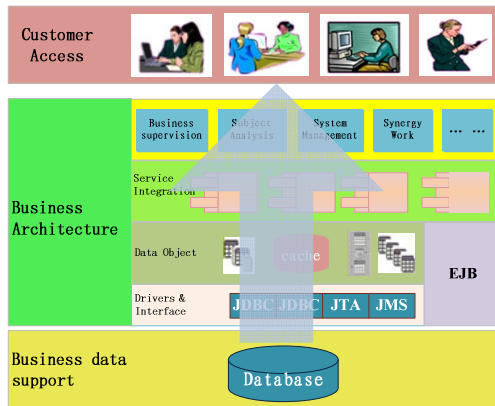 Customer
Access
Business
supervision
Subject
Analysis
System
Management
Synergy
Work
... ...
Service
Integration
Business
Architecture
Data Object
cache
EJB
Drivers &
Interface
JDBC JDBC JTA JMS
Business data
support
Database